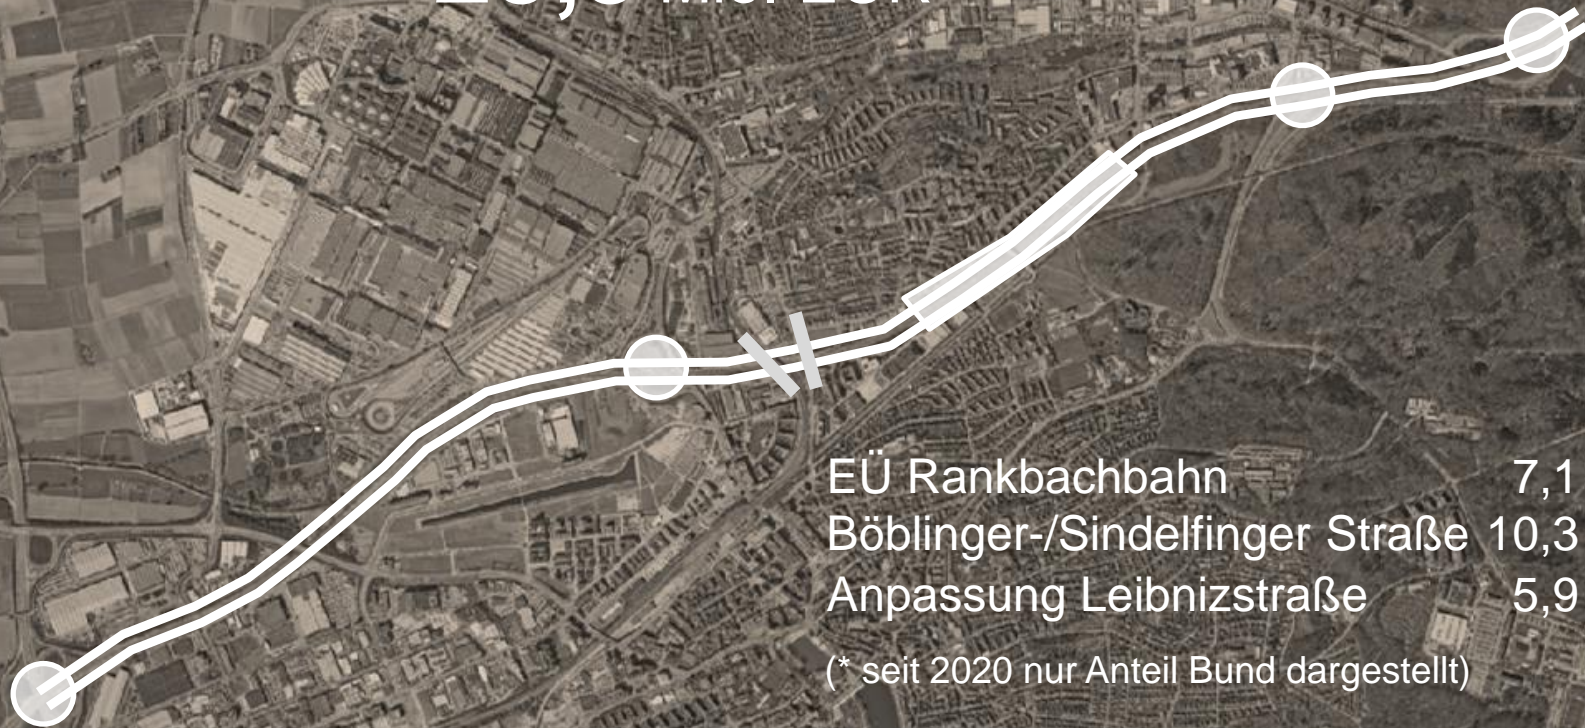 EÜ Rankbachbahn 7,1
Böblinger-/Sindelfinger Straße 10,3
Anpassung Leibnizstraße 5,9
(* seit 2020 nur Anteil Bund dargestellt)